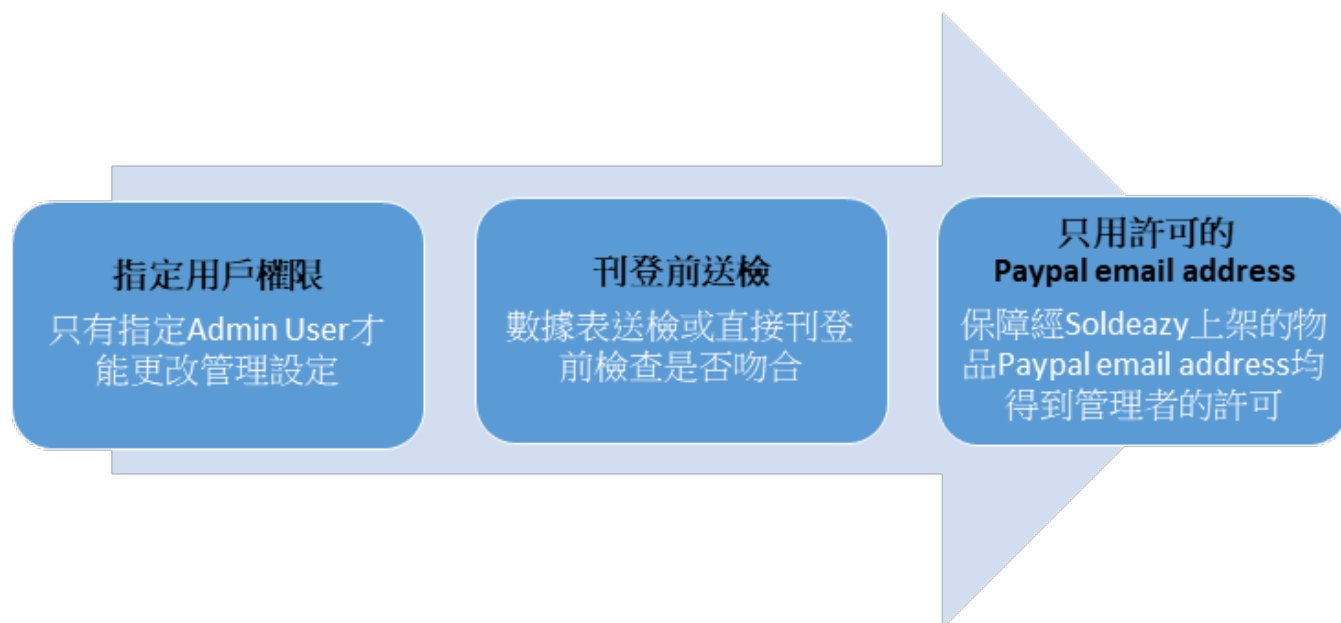 指定用戶權限
只有指定Admin User才
能更改管理設定
刊登前送檢
數據表送檢或直接刊登
前檢查是否吻合
只用許可的
Paypal email address
保障經Soldeazy上架的物
品Paypal email address均
得到管理者的許可